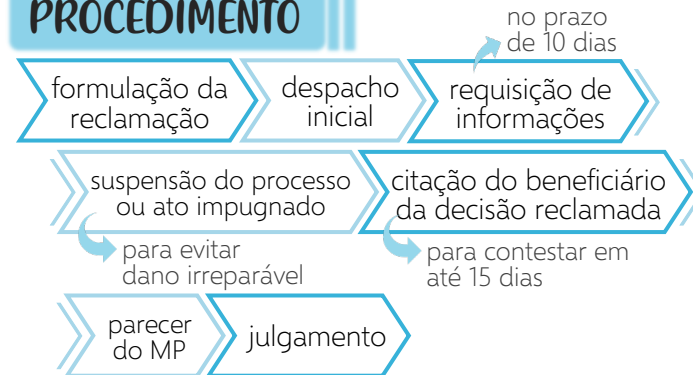 PROCEDIMENTO
no prazo
de 10 dias
formulação da
reclamação
despacho
inicial
requisição de
informações
suspensão do processo
ou ato impugnado
citação do beneficiário
da decisão reclamada
para evitar
dano irreparável
para contestar em
até 15 dias
parecer
do MP
julgamento